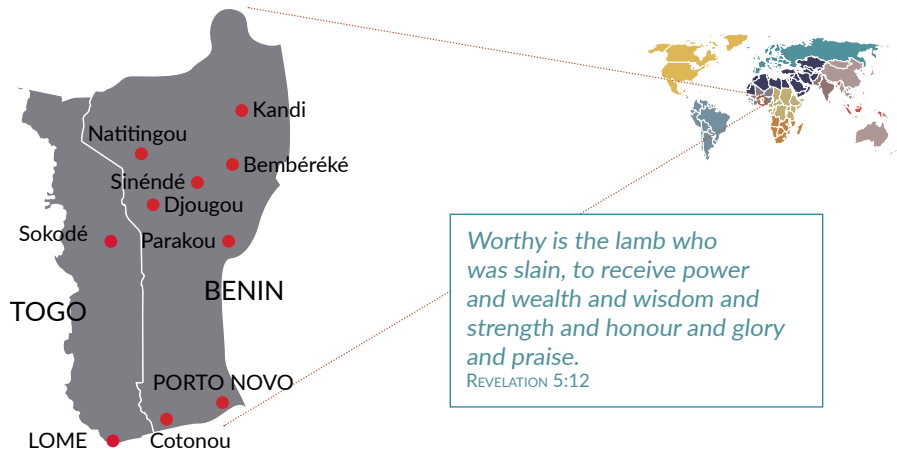 Kandi
Natitingou
Bembéréké
Sinéndé
Djougou
Sokodé
Parakou
BENIN
TOGO
PORTO NOVO
LOME
Cotonou
Worthy is the lamb who
was slain, to receive power
and wealth and wisdom and
strength and honour and glory
and praise.
REVELATION 5:12